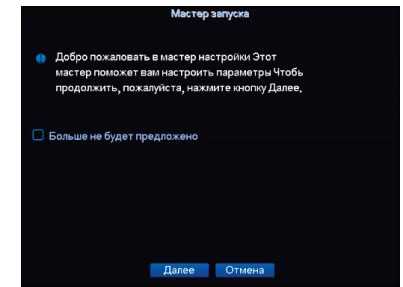 Мастер запуска
Добро пожаловать в мастер настройки Этот
мастер поможет вам настроить параметры Чтобы
продолжить, пожалуйста, нажмите кнопку Далее.
Больше не будет предложено
Далее Отмена